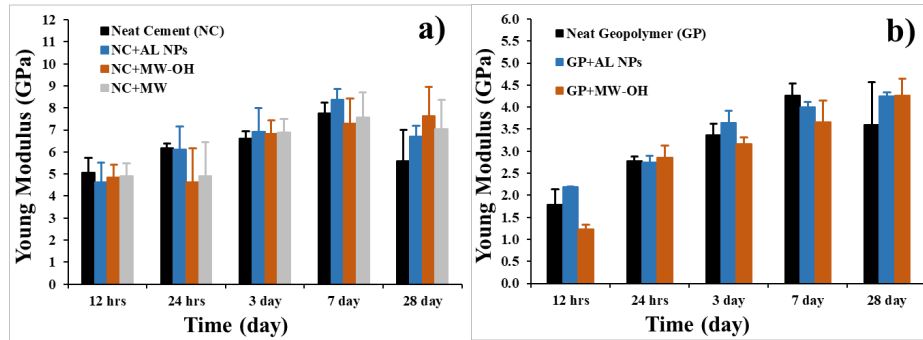 a)
Neat Cement (NC)
NC+AL NPs
NC+MW-OH
NC+MW
Young Modulus (GPa)
12
11
10
9
8
7
6
5
4
3
2
1
0
12 hrs 24 hrs 3 day 7 day 28 day
Time (day)
b)
Neat Geopolymer (GP)
GP+AL NPs
GP+MW-OH
Young Modulus (GPa)
6.0
5.5
5.0
4.5
4.0
3.5
3.0
2.5
2.0
1.5
1.0
0.5
0.0
12 hrs 24 hrs 3 day 7 day 28 day
Time (day)